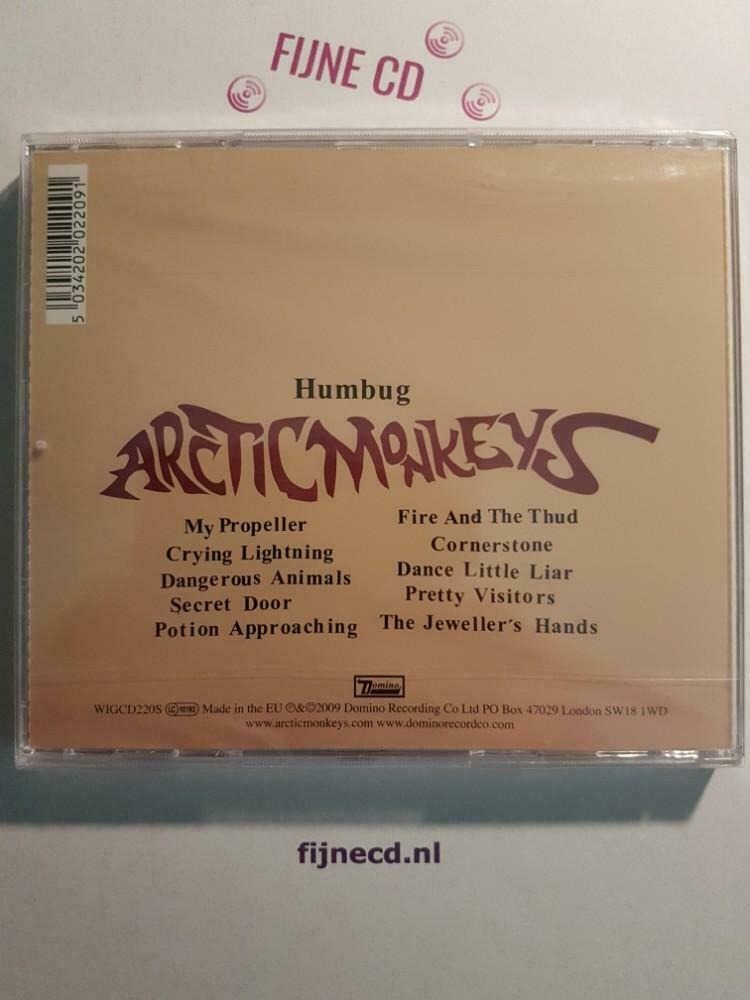 FIJNE CD
5 034202 022091
Humbug
ARCTIC MONKEYS
My Propeller
Crying Lightning
Dangerous Animals
Secret Door
Potion Approaching
Fire And The Thud
Cornerstone
Dance Little Liar
Pretty Visitors
The Jeweller's Hands
Domino
WIGCD220S LC 10192 Made in the EU ℗&©2009 Domino Recording Co Ltd PO Box 47029 London SW18 1WD
www.arcticmonkeys.com www.dominorecordco.com
fijnecd.nl